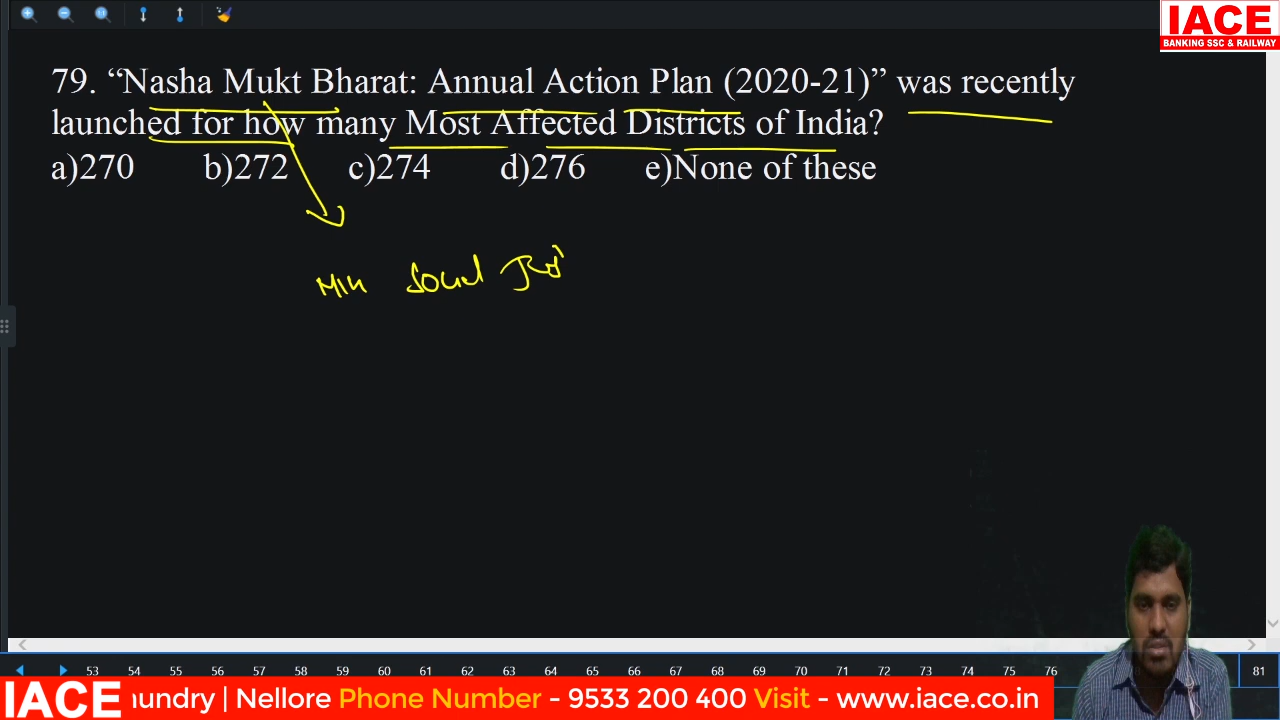 IACE
BANKING SSC & RAILWAY
79. “Nasha Mukt Bharat: Annual Action Plan (2020-21)” was recently
launched for how many Most Affected Districts of India?
a)270 b)272 c)274 d)276 e)None of these
Min Social
53 54 55 56 57 58 59 60 61 62 63 64 65 66 67 68 69 70 71 72 73 74 75 76 81
IACE undry | Nellore Phone Number - 9533 200 400 Visit - www.iace.co.in